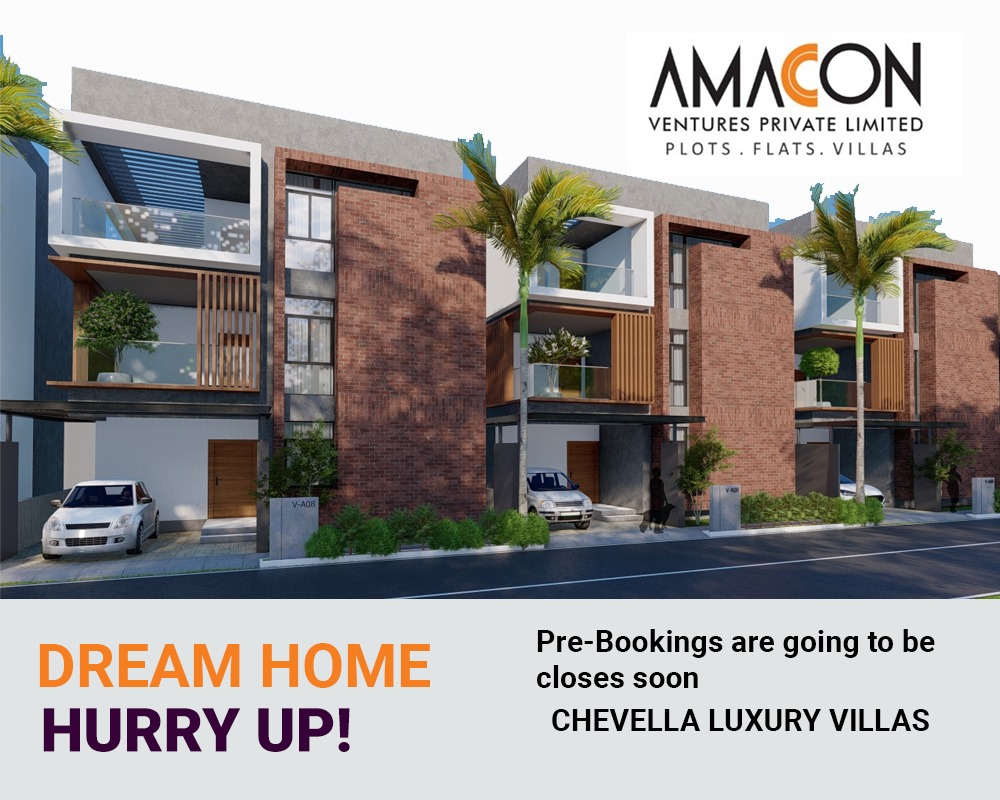 AMACON
VENTURES PRIVATE LIMITED
PLOTS . FLATS . VILLAS
V-A08
DREAM HOME
HURRY UP!
Pre-Bookings are going to be
closes soon
CHEVELLA LUXURY VILLAS